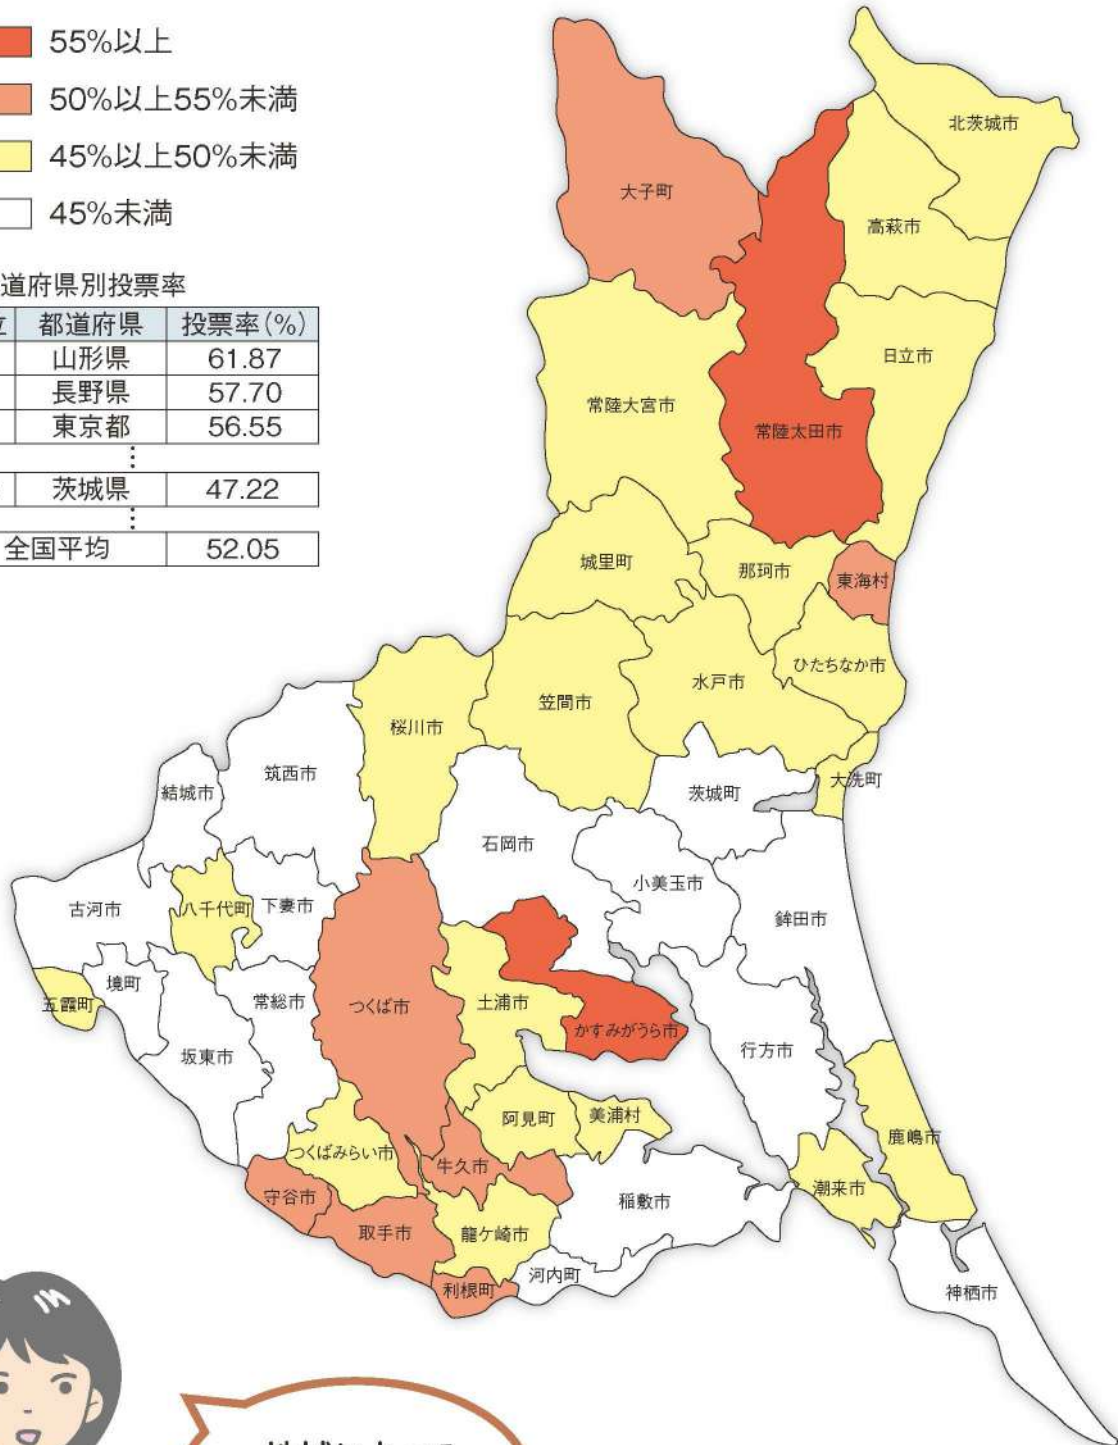 55%以上
50%以上55%未満
45%以上50%未満
45%未満
道府県別投票率
都道府県 投票率(%)
山形県 61.87
長野県 57.70
東京都 56.55
⋮
茨城県 47.22
⋮
全国平均 52.05
北茨城市
大子町
高萩市
日立市
常陸大宮市
常陸太田市
城里町
那珂市
東海村
ひたちなか市
水戸市
笠間市
桜川市
筑西市
結城市
茨城町
大洗町
石岡市
小美玉市
鉾田市
古河市
八千代町
下妻市
境町
五霞町
常総市
つくば市
土浦市
かすみがうら市
坂東市
行方市
阿見町
美浦村
鹿嶋市
つくばみらい市
牛久市
守谷市
潮来市
稲敷市
取手市
龍ケ崎市
河内町
利根町
神栖市